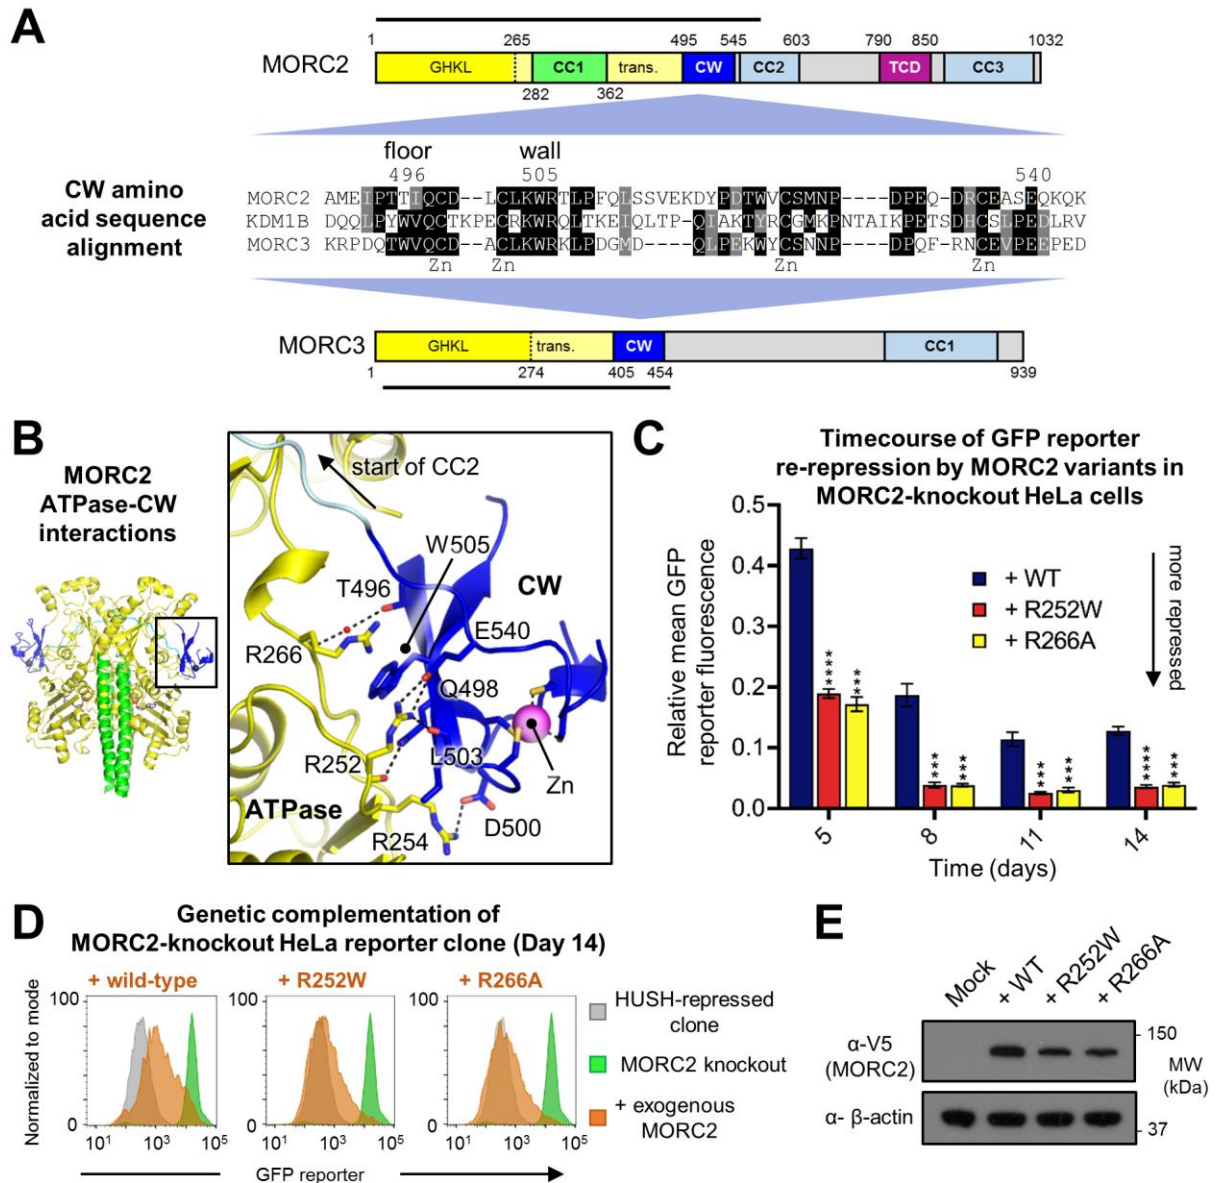 A
1 265 495 545 603 790 850 1032
MORC2 GHKL CC1 trans. CW CC2 TCD CC3
282 362
floor wall
496 505 540
CW amino
acid sequence
alignment
MORC2 AMEIPTTIQCD--LCLKWRTLPFQLSSVEKDYPDTWVCSMNP----DPEQ-DRCEASEQKQK
KDM1B DQQLPYWVQCTKPECRKWRQLTKEIQLTP-QIAKTYRCGMKPNTAIKPETSDHCSLPEDLRV
MORC3 KRPDQTWVQCD--ACLKWRKLPDGMD----QLPEKWYCSNNP----DPQF-RNCEVPEEPED
Zn Zn Zn Zn
MORC3 GHKL trans. CW CC1
1 274 405 454 939
B
MORC2
ATPase-CW
interactions
start of CC2
W505
CW
T496
E540
R266
Q498
R252
L503
Zn
ATPase
R254
D500
C
Timecourse of GFP reporter
re-repression by MORC2 variants in
MORC2-knockout HeLa cells
Relative mean GFP
reporter fluorescence
0.5
0.4
0.3
0.2
0.1
0.0
+ WT
+ R252W
+ R266A
more repressed
**** ***
*** ***
*** ***
**** ***
5 8 11 14
Time (days)
D
Genetic complementation of
MORC2-knockout HeLa reporter clone (Day 14)
+ wild-type + R252W + R266A
Normalized to mode
100 100 100
0 0 0
10¹ 10³ 10⁵ 10¹ 10³ 10⁵ 10¹ 10³ 10⁵
GFP reporter
HUSH-repressed
clone
MORC2 knockout
+ exogenous
MORC2
E
Mock + WT + R252W + R266A
α-V5
(MORC2)
150
MW
(kDa)
α- β-actin
37